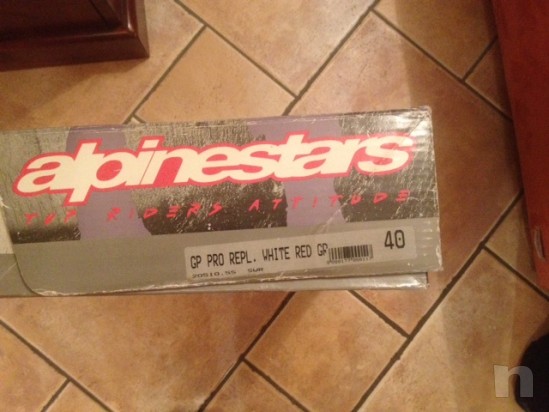 alpinestars
TOP RIDERS ATTITUDE
GP PRO REPL. WHITE RED GP 40
n